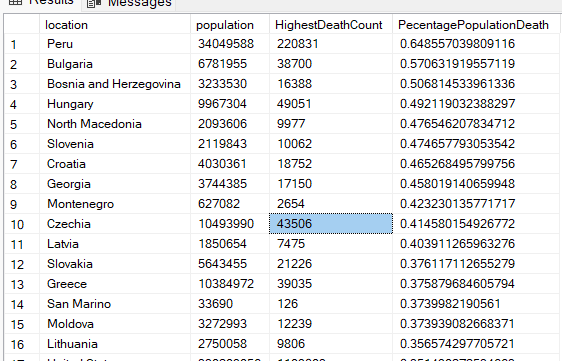 Results Messages
location population HighestDeathCount PecentagePopulationDeath
1 Peru 34049588 220831 0.648557039809116
2 Bulgaria 6781955 38700 0.570631919557119
3 Bosnia and Herzegovina 3233530 16388 0.506814533961336
4 Hungary 9967304 49051 0.492119032388297
5 North Macedonia 2093606 9977 0.476546207834712
6 Slovenia 2119843 10062 0.474657793053542
7 Croatia 4030361 18752 0.465268495799756
8 Georgia 3744385 17150 0.458019140659948
9 Montenegro 627082 2654 0.423230135771717
10 Czechia 10493990 43506 0.414580154926772
11 Latvia 1850654 7475 0.403911265963276
12 Slovakia 5643455 21226 0.376117112655279
13 Greece 10384972 39035 0.375879684605794
14 San Marino 33690 126 0.3739982190561
15 Moldova 3272993 12239 0.373939082668371
16 Lithuania 2750058 9806 0.356574297705721